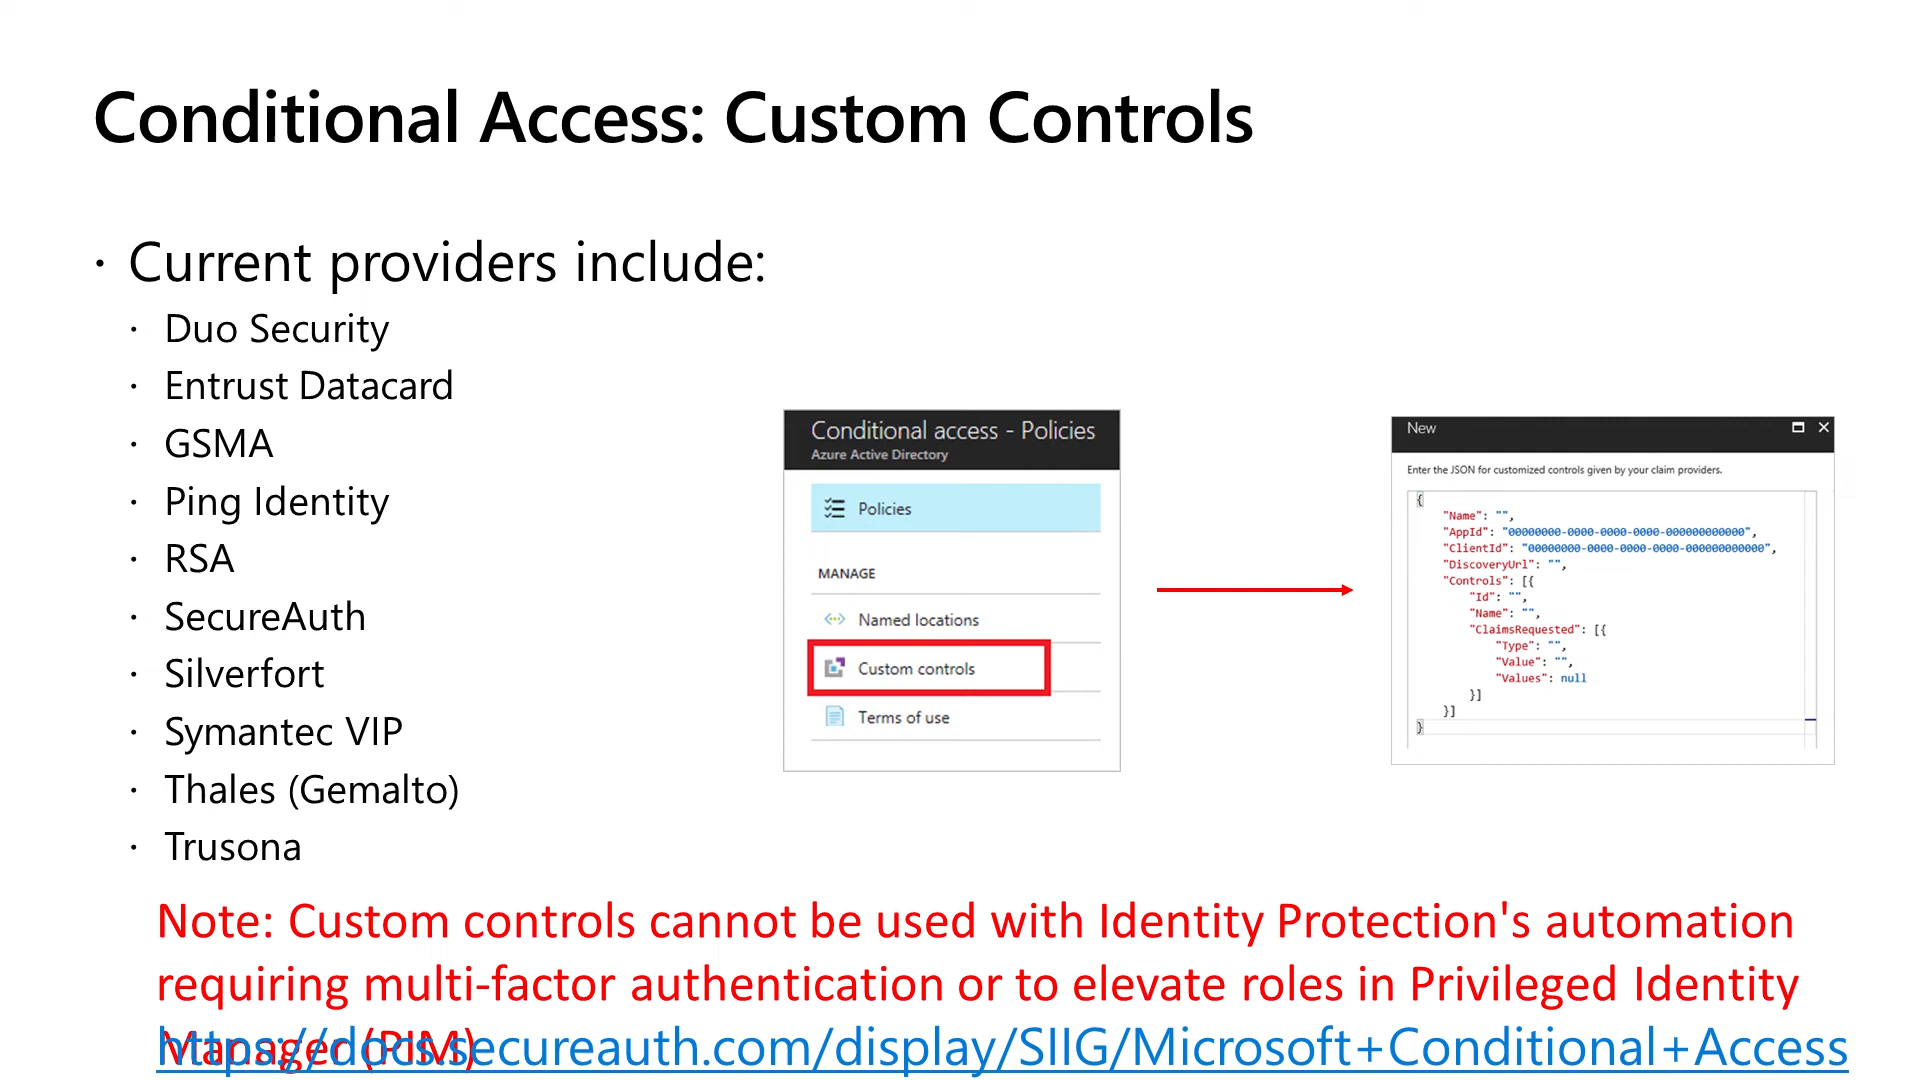 Conditional Access: Custom Controls
· Current providers include:
· Duo Security
· Entrust Datacard
· GSMA
· Ping Identity
· RSA
· SecureAuth
· Silverfort
· Symantec VIP
· Thales (Gemalto)
· Trusona
Conditional access - Policies
Azure Active Directory
Policies
MANAGE
Named locations
Custom controls
Terms of use
New
Enter the JSON for customized controls given by your claim providers.
{
"Name": "",
"AppId": "00000000-0000-0000-0000-000000000000",
"ClientId": "00000000-0000-0000-0000-000000000000",
"DiscoveryUrl": "",
"Controls": [{
"Id": "",
"Name": "",
"ClaimsRequested": [{
"Type": "",
"Value": "",
"Values": null
}]
}]
}
Note: Custom controls cannot be used with Identity Protection's automation
requiring multi-factor authentication or to elevate roles in Privileged Identity
Manager (PIM)
https://docs.secureauth.com/display/SIIG/Microsoft+Conditional+Access